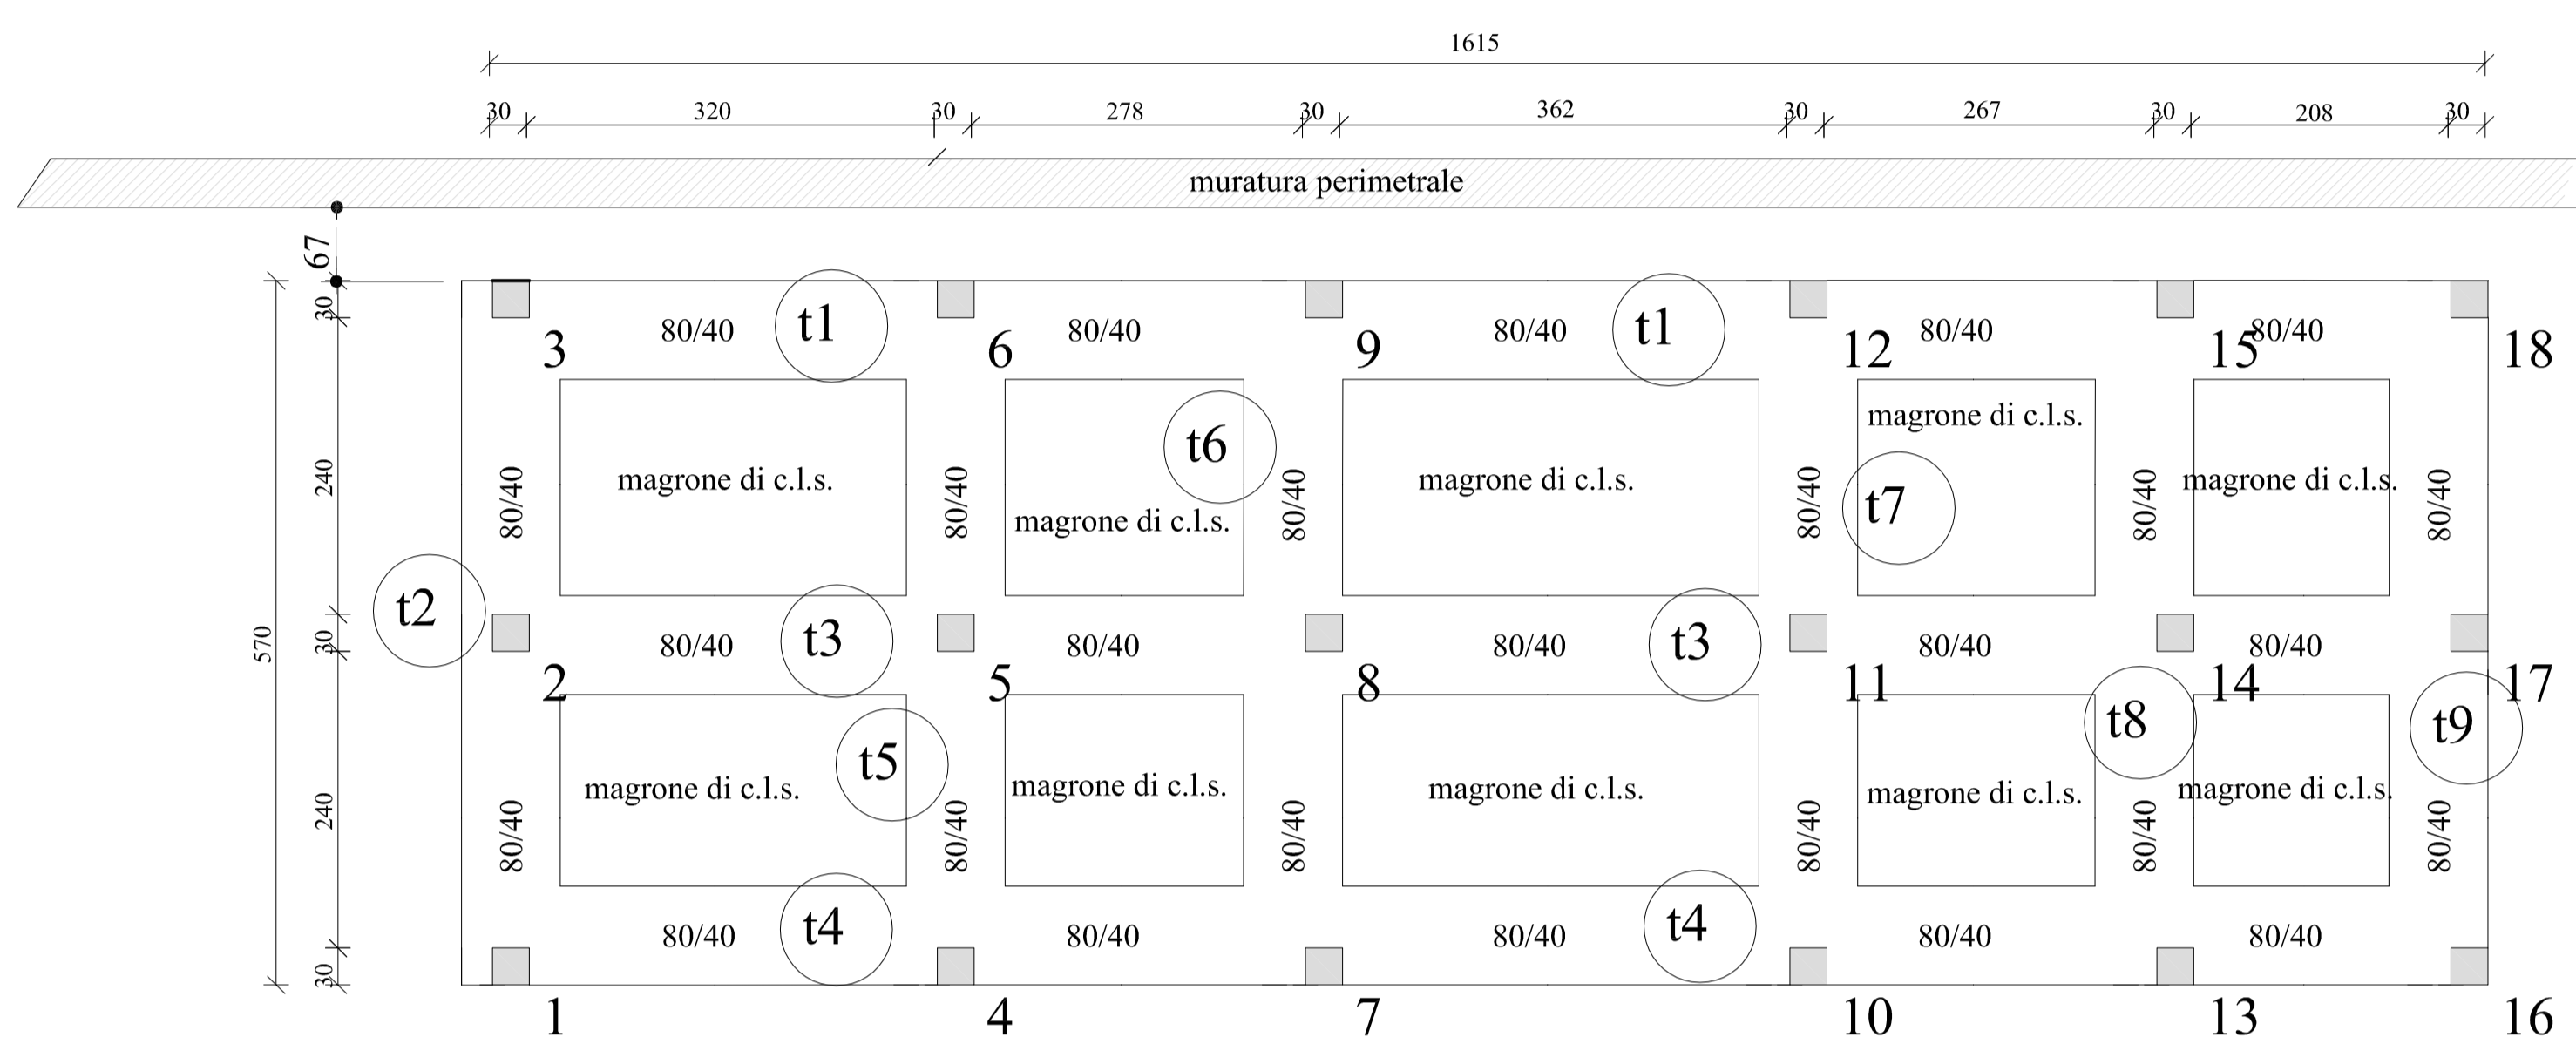 1615
30 320 30 278 30 362 30 267 30 208 30
muratura perimetrale
67
30
80/40 t1 80/40 80/40 t1 80/40 80/40
3 6 9 12 15 18
magrone di c.l.s.
t6
240
magrone di c.l.s.
magrone di c.l.s.
magrone di c.l.s.
magrone di c.l.s.
80/40 80/40 80/40 80/40 80/40 80/40
t7
magrone di c.l.s.
t2
570
30
80/40 t3 80/40 80/40 t3 80/40 80/40
2 5 8 11 14 17
t5 t8 t9
240
magrone di c.l.s. magrone di c.l.s. magrone di c.l.s. magrone di c.l.s. magrone di c.l.s.
80/40 80/40 80/40 80/40 80/40 80/40
80/40 t4 80/40 80/40 t4 80/40 80/40
30
1 4 7 10 13 16